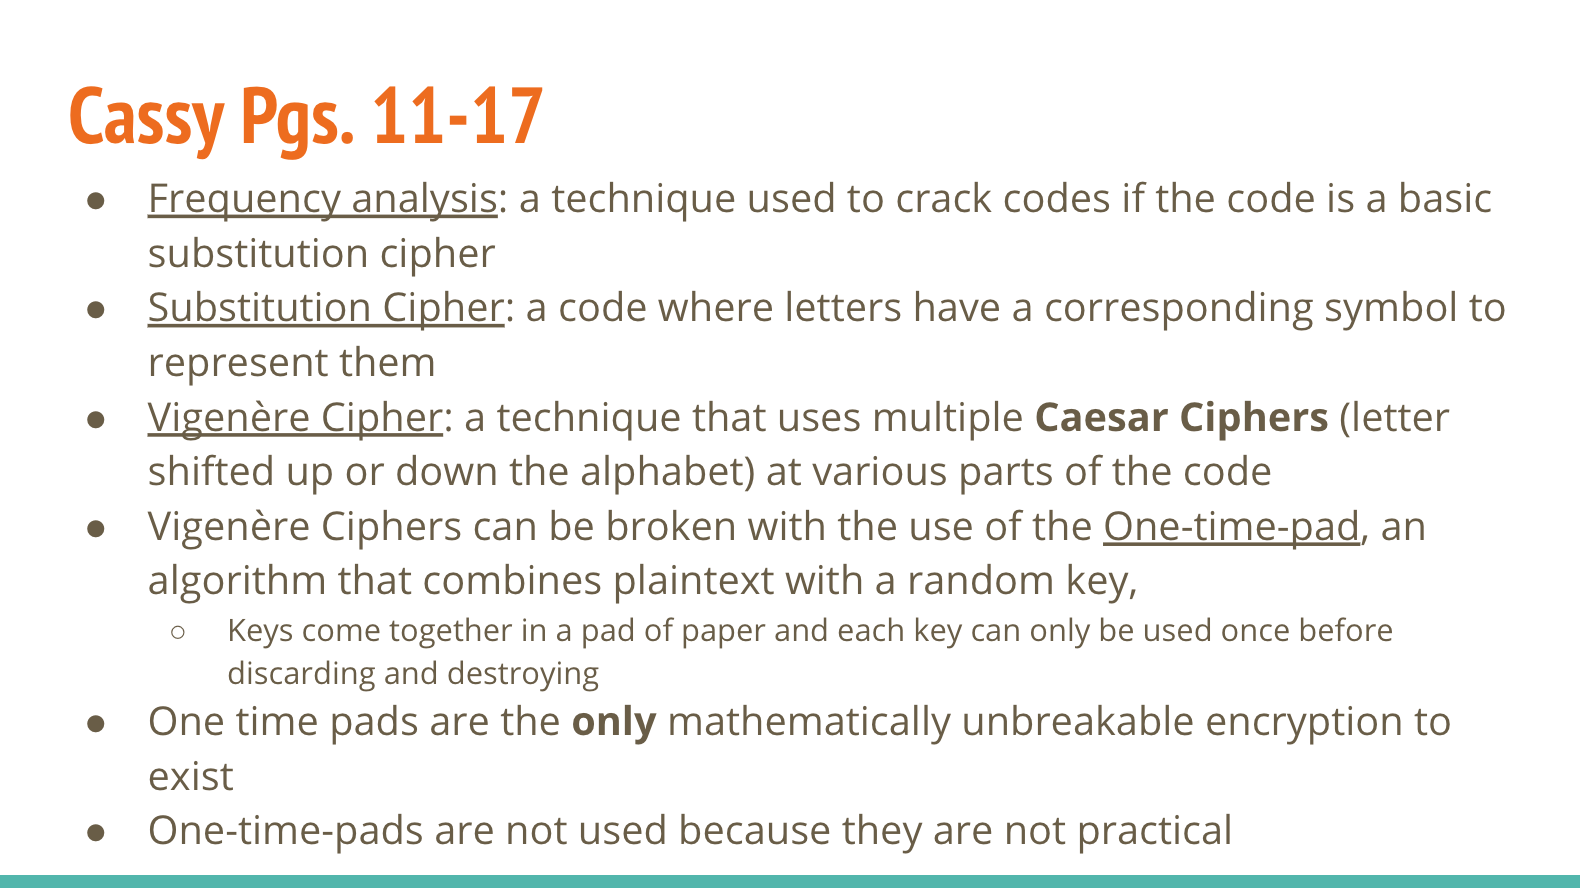 Cassy Pgs. 11-17
● Frequency analysis: a technique used to crack codes if the code is a basic
substitution cipher
● Substitution Cipher: a code where letters have a corresponding symbol to
represent them
● Vigenère Cipher: a technique that uses multiple Caesar Ciphers (letter
shifted up or down the alphabet) at various parts of the code
● Vigenère Ciphers can be broken with the use of the One-time-pad, an
algorithm that combines plaintext with a random key,
○ Keys come together in a pad of paper and each key can only be used once before
discarding and destroying
● One time pads are the only mathematically unbreakable encryption to
exist
● One-time-pads are not used because they are not practical